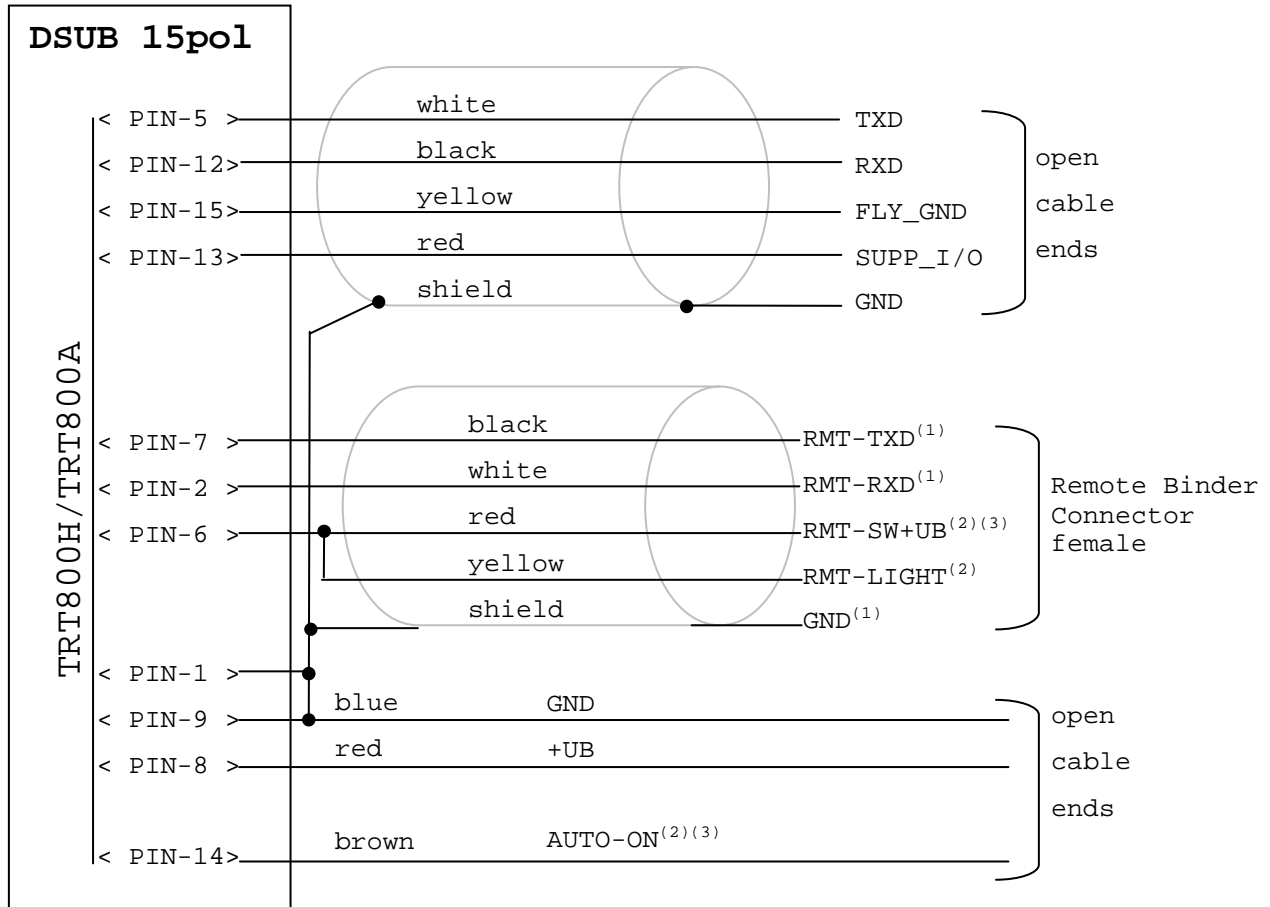 DSUB 15pol
TRT800H/TRT800A
< PIN-5 > white TXD
< PIN-12> black RXD
< PIN-15> yellow FLY_GND
< PIN-13> red SUPP_I/O
shield GND
open
cable
ends
< PIN-7 > black RMT-TXD(1)
< PIN-2 > white RMT-RXD(1)
< PIN-6 > red RMT-SW+UB(2)(3)
yellow RMT-LIGHT(2)
shield GND(1)
Remote Binder
Connector
female
< PIN-1 >
< PIN-9 > blue GND
< PIN-8 > red +UB
< PIN-14> brown AUTO-ON(2)(3)
open
cable
ends